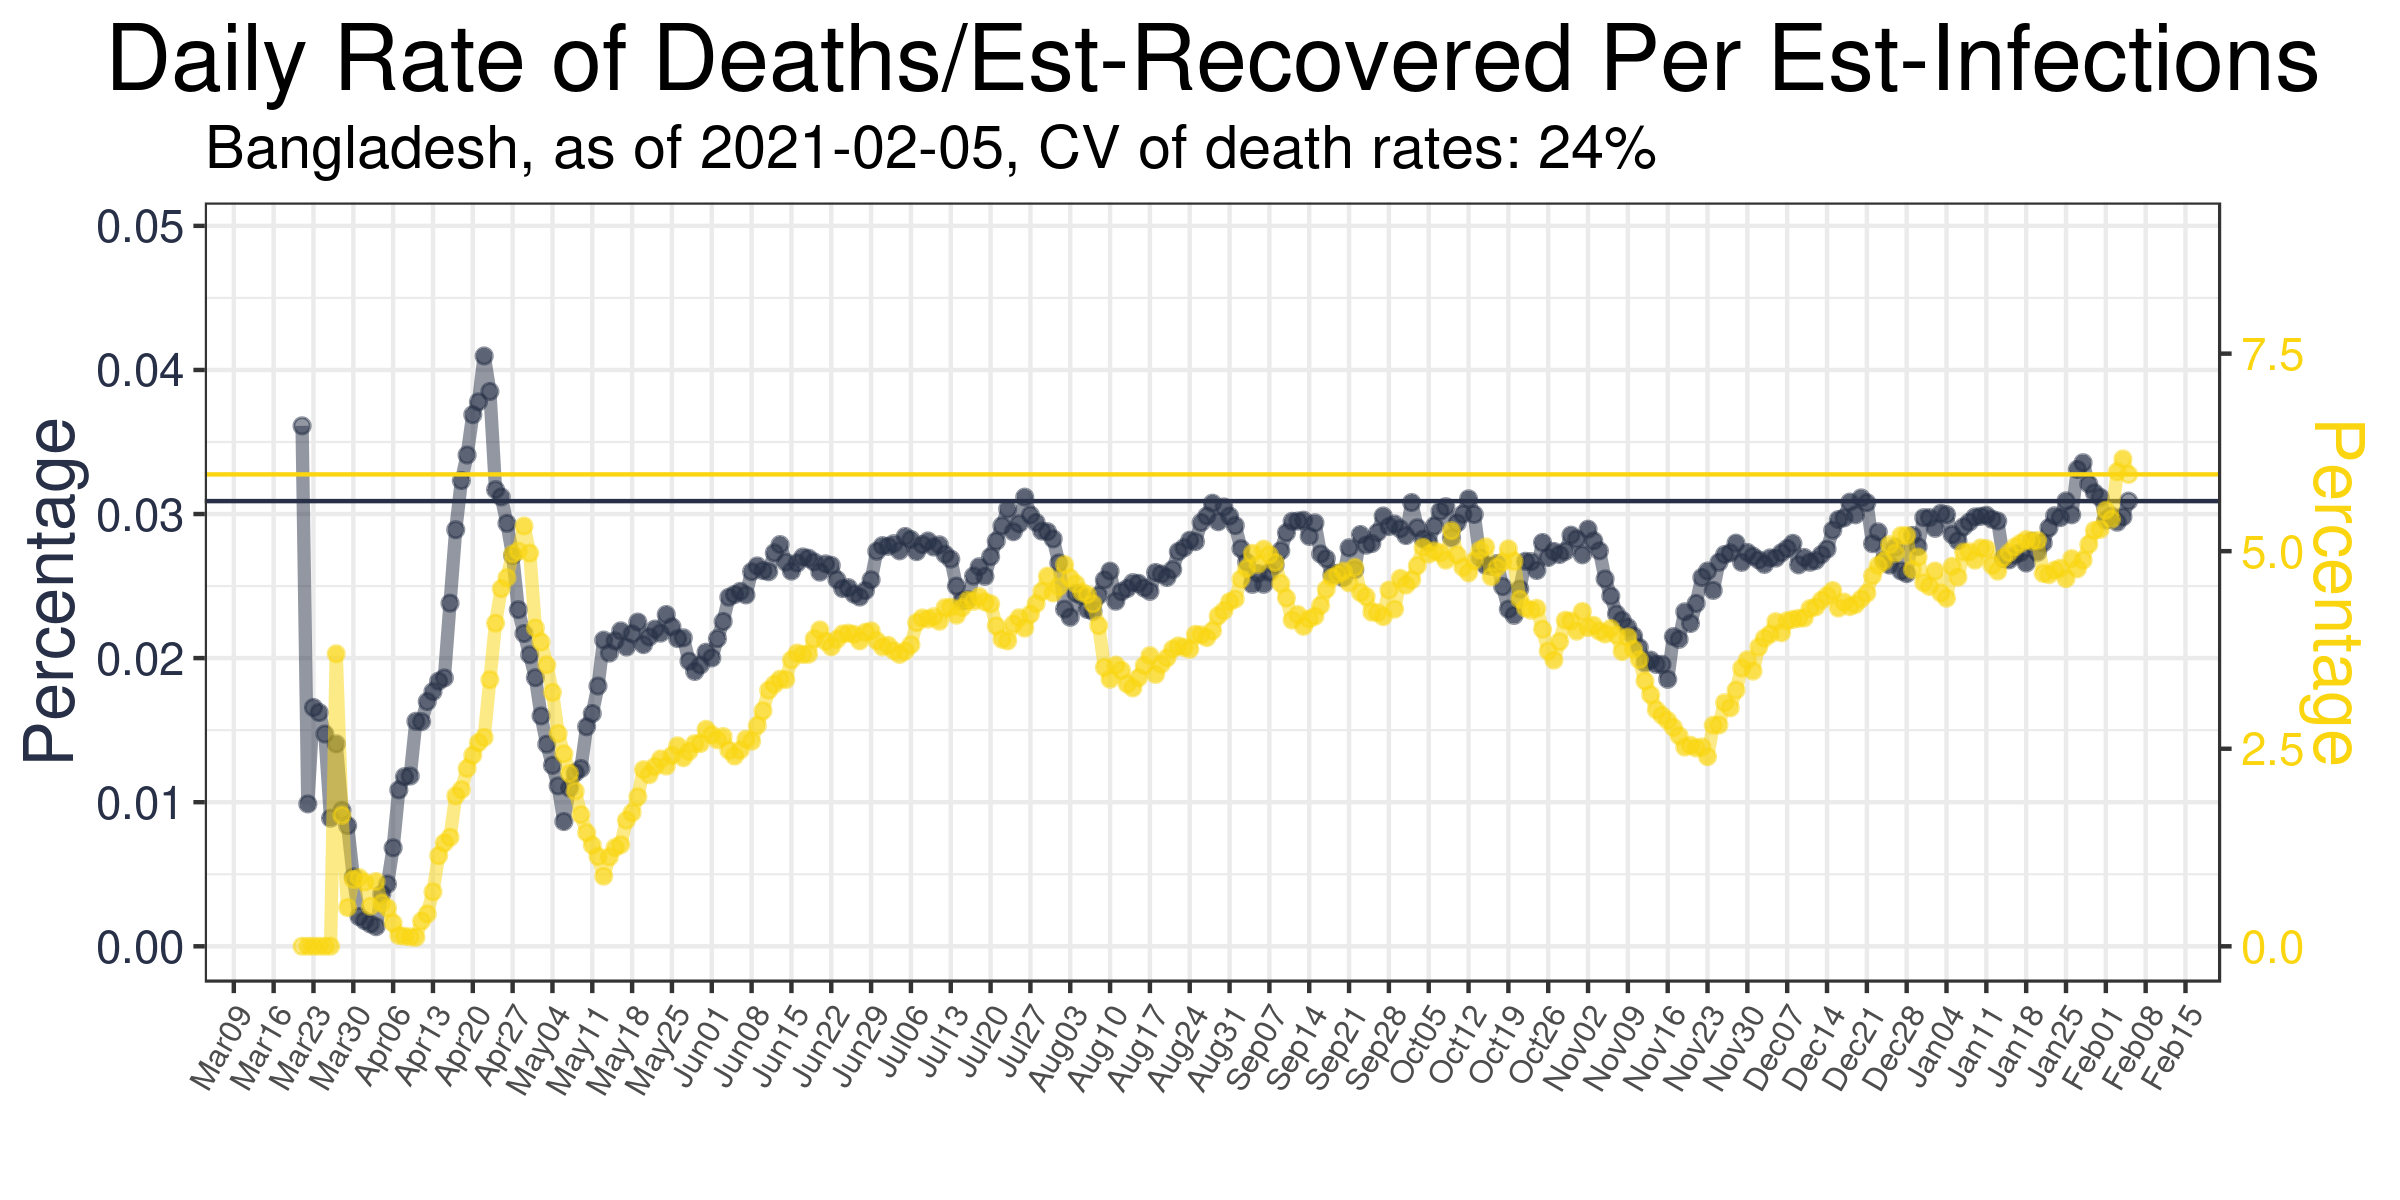 Daily Rate of Deaths/Est-Recovered Per Est-Infections
Bangladesh, as of 2021-02-05, CV of death rates: 24%
0.05
0.04
0.03
0.02
0.01
0.00
Percentage
7.5
5.0
2.5
0.0
Percentage
Mar09
Mar16
Mar23
Mar30
Apr06
Apr13
Apr20
Apr27
May04
May11
May18
May25
Jun01
Jun08
Jun15
Jun22
Jun29
Jul06
Jul13
Jul20
Jul27
Aug03
Aug10
Aug17
Aug24
Aug31
Sep07
Sep14
Sep21
Sep28
Oct05
Oct12
Oct19
Oct26
Nov02
Nov09
Nov16
Nov23
Nov30
Dec07
Dec14
Dec21
Dec28
Jan04
Jan11
Jan18
Jan25
Feb01
Feb08
Feb15